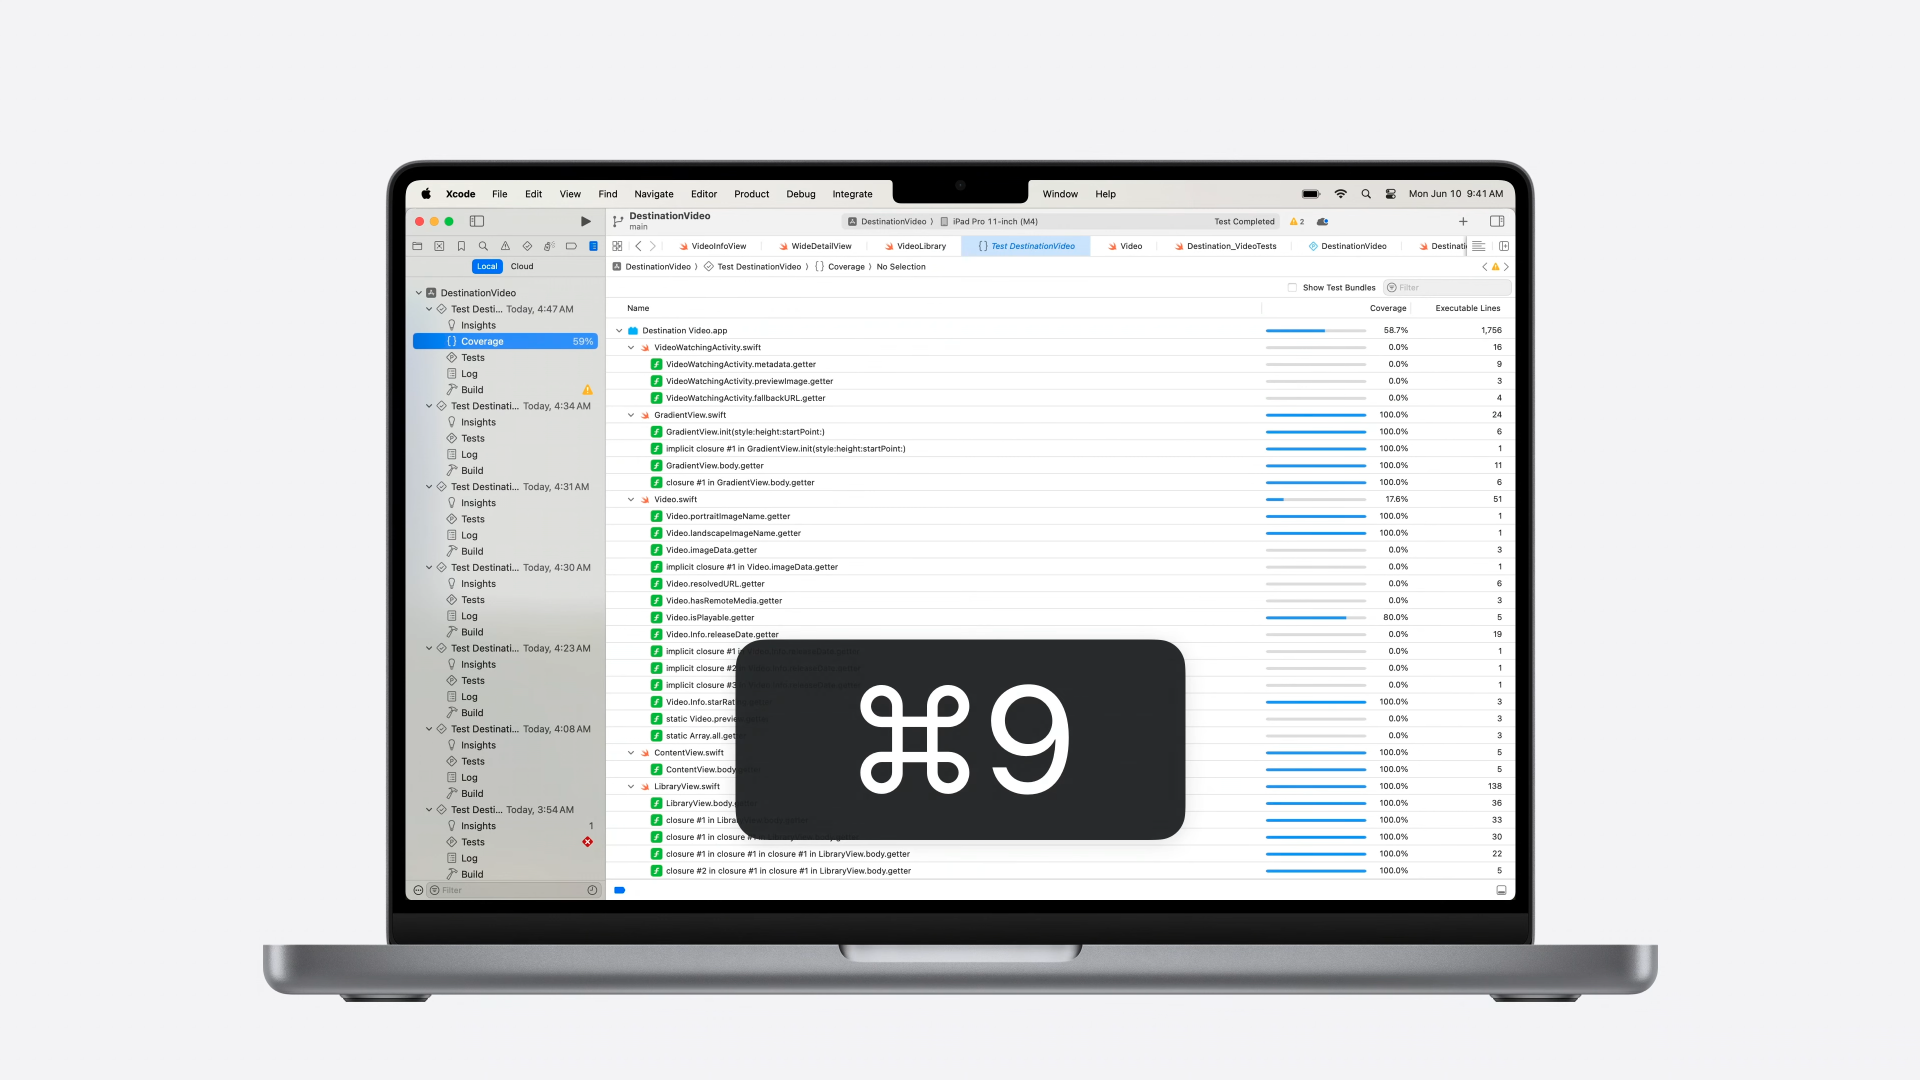 Xcode File Edit View Find Navigate Editor Product Debug Integrate Window Help Mon Jun 10 9:41 AM
DestinationVideo
main
DestinationVideo ⟩ iPad Pro 11-inch (M4) Test Completed 2
VideoInfoView WideDetailView VideoLibrary {} Test DestinationVideo Video Destination_VideoTests DestinationVideo Destinati
Local Cloud
DestinationVideo ⟩ Test DestinationVideo ⟩ {} Coverage ⟩ No Selection
Show Test Bundles Filter
Name Coverage Executable Lines
DestinationVideo
Test Desti... Today, 4:47 AM
Insights
{} Coverage 59%
Tests
Log
Build
Test Destinati... Today, 4:34 AM
Insights
Tests
Log
Build
Test Destinati... Today, 4:31 AM
Insights
Tests
Log
Build
Test Destinati... Today, 4:30 AM
Insights
Tests
Log
Build
Test Destinati... Today, 4:23 AM
Insights
Tests
Log
Build
Test Destinati... Today, 4:08 AM
Insights
Tests
Log
Build
Test Desti... Today, 3:54 AM
Insights 1
Tests
Log
Build
Filter
Destination Video.app 58.7% 1,756
VideoWatchingActivity.swift 0.0% 16
VideoWatchingActivity.metadata.getter 0.0% 9
VideoWatchingActivity.previewImage.getter 0.0% 3
VideoWatchingActivity.fallbackURL.getter 0.0% 4
GradientView.swift 100.0% 24
GradientView.init(style:height:startPoint:) 100.0% 6
implicit closure #1 in GradientView.init(style:height:startPoint:) 100.0% 1
GradientView.body.getter 100.0% 11
closure #1 in GradientView.body.getter 100.0% 6
Video.swift 17.6% 51
Video.portraitImageName.getter 100.0% 1
Video.landscapeImageName.getter 100.0% 1
Video.imageData.getter 0.0% 3
implicit closure #1 in Video.imageData.getter 0.0% 1
Video.resolvedURL.getter 0.0% 6
Video.hasRemoteMedia.getter 0.0% 3
Video.isPlayable.getter 80.0% 5
Video.Info.releaseDate.getter 0.0% 19
implicit closure #1 0.0% 1
implicit closure #2 0.0% 1
implicit closure #3 0.0% 1
Video.Info.starRat 100.0% 3
static Video.preview 0.0% 3
static Array.all.getter 0.0% 3
ContentView.swift 100.0% 5
ContentView.body 100.0% 5
LibraryView.swift 100.0% 138
LibraryView.body.getter 100.0% 36
closure #1 in LibraryView.body.getter 100.0% 33
closure #1 in closure #1 in LibraryView.body.getter 100.0% 30
closure #1 in closure #1 in closure #1 in LibraryView.body.getter 100.0% 22
closure #2 in closure #1 in closure #1 in LibraryView.body.getter 100.0% 5
⌘9